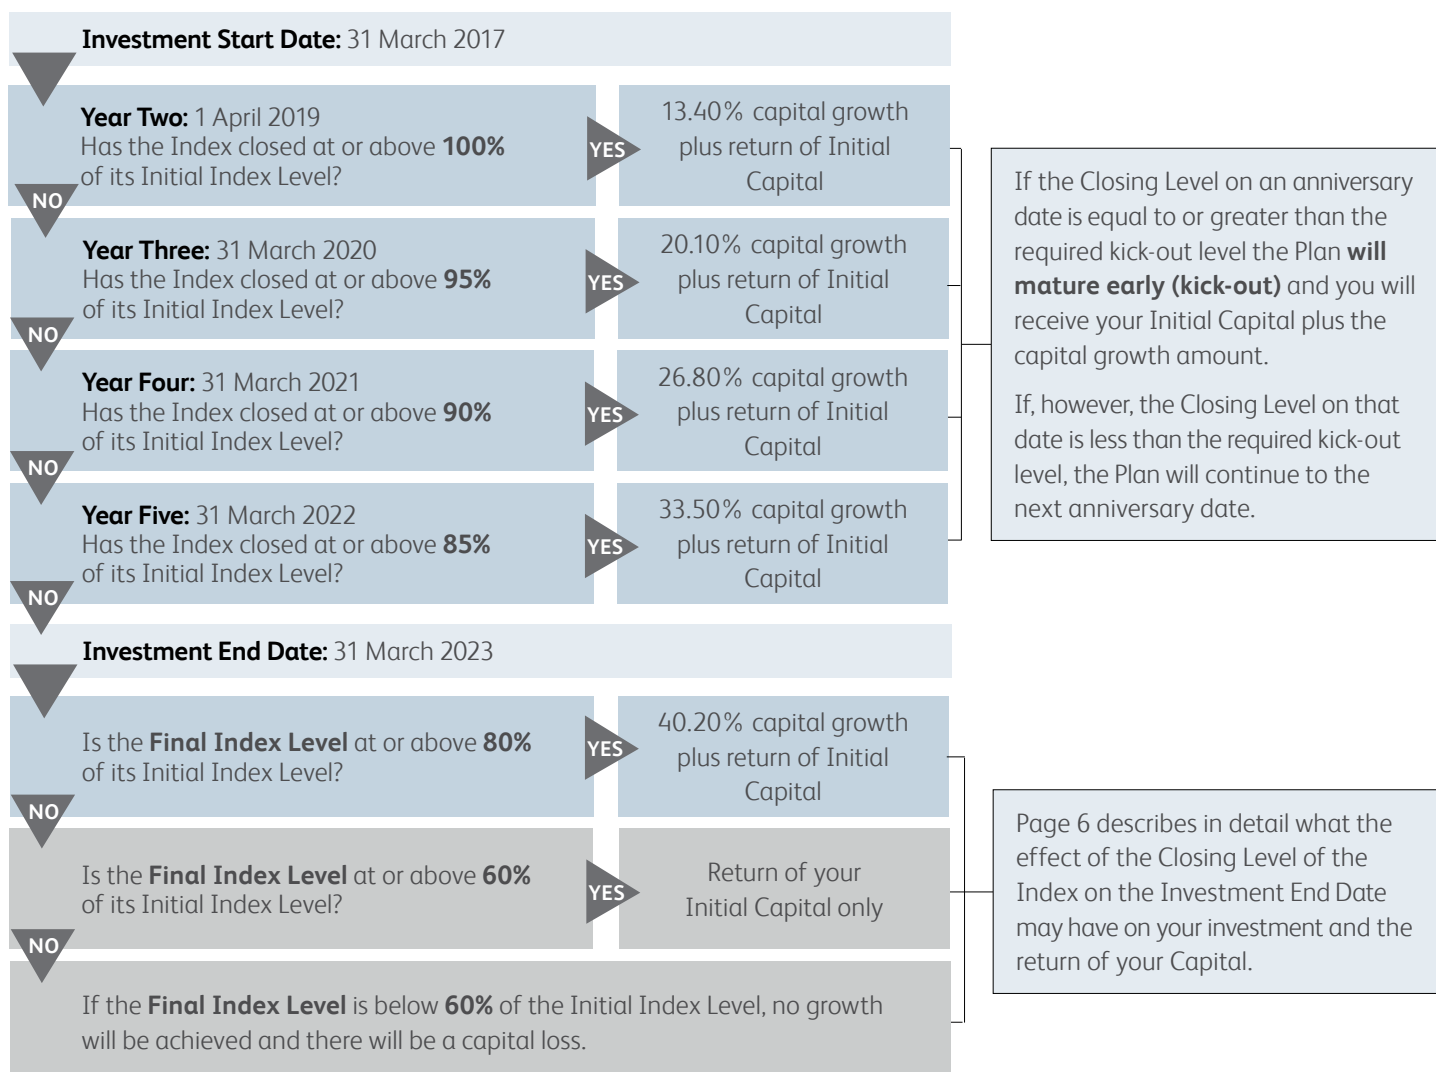 Investment Start Date: 31 March 2017
Year Two: 1 April 2019
Has the Index closed at or above 100%
of its Initial Index Level?
YES
13.40% capital growth
plus return of Initial
Capital
NO
Year Three: 31 March 2020
Has the Index closed at or above 95%
of its Initial Index Level?
YES
20.10% capital growth
plus return of Initial
Capital
NO
Year Four: 31 March 2021
Has the Index closed at or above 90%
of its Initial Index Level?
YES
26.80% capital growth
plus return of Initial
Capital
NO
Year Five: 31 March 2022
Has the Index closed at or above 85%
of its Initial Index Level?
YES
33.50% capital growth
plus return of Initial
Capital
NO
If the Closing Level on an anniversary
date is equal to or greater than the
required kick-out level the Plan will
mature early (kick-out) and you will
receive your Initial Capital plus the
capital growth amount.
If, however, the Closing Level on that
date is less than the required kick-out
level, the Plan will continue to the
next anniversary date.
Investment End Date: 31 March 2023
Is the Final Index Level at or above 80%
of its Initial Index Level?
YES
40.20% capital growth
plus return of Initial
Capital
NO
Is the Final Index Level at or above 60%
of its Initial Index Level?
YES
Return of your
Initial Capital only
NO
If the Final Index Level is below 60% of the Initial Index Level, no growth
will be achieved and there will be a capital loss.
Page 6 describes in detail what the
effect of the Closing Level of the
Index on the Investment End Date
may have on your investment and the
return of your Capital.